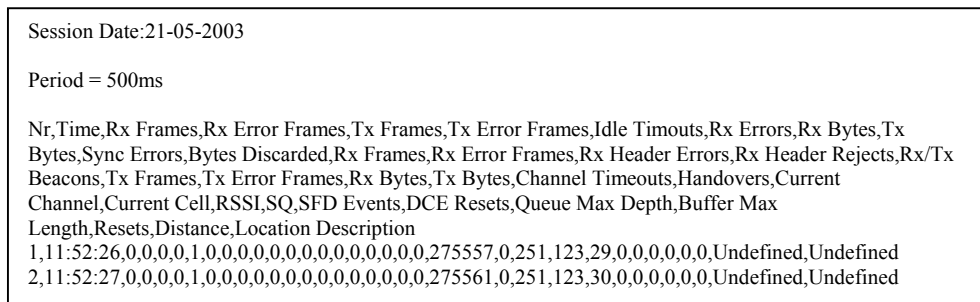 Session Date:21-05-2003
Period = 500ms
Nr,Time,Rx Frames,Rx Error Frames,Tx Frames,Tx Error Frames,Idle Timouts,Rx Errors,Rx Bytes,Tx
Bytes,Sync Errors,Bytes Discarded,Rx Frames,Rx Error Frames,Rx Header Errors,Rx Header Rejects,Rx/Tx
Beacons,Tx Frames,Tx Error Frames,Rx Bytes,Tx Bytes,Channel Timeouts,Handovers,Current
Channel,Current Cell,RSSI,SQ,SFD Events,DCE Resets,Queue Max Depth,Buffer Max
Length,Resets,Distance,Location Description
1,11:52:26,0,0,0,0,1,0,0,0,0,0,0,0,0,0,0,0,0,0,0,0,275557,0,251,123,29,0,0,0,0,0,0,Undefined,Undefined
2,11:52:27,0,0,0,0,1,0,0,0,0,0,0,0,0,0,0,0,0,0,0,0,275561,0,251,123,30,0,0,0,0,0,0,Undefined,Undefined